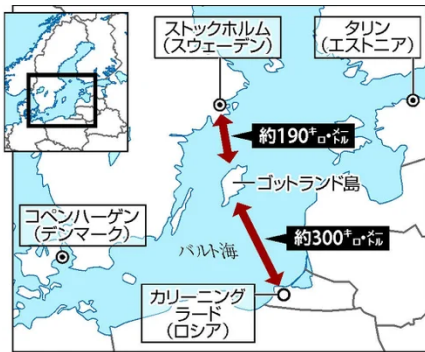 ストックホルム
(スウェーデン)
タリン
(エストニア)
約190キロ・メートル
ゴットランド島
コペンハーゲン
(デンマーク)
バルト海
約300キロ・メートル
カリーニング
ラード
(ロシア)